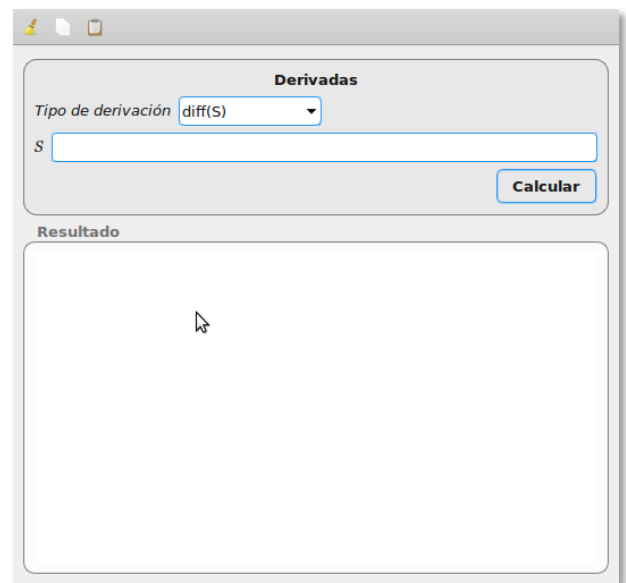 Derivadas
Tipo de derivación diff(S)
S
Calcular
Resultado